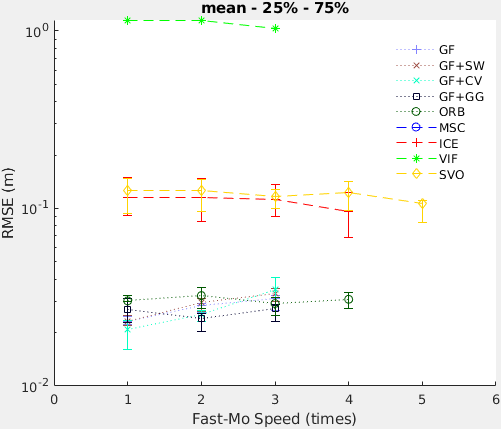 mean - 25% - 75%
10^0
10^-1
10^-2
RMSE (m)
GF
GF+SW
GF+CV
GF+GG
ORB
MSC
ICE
VIF
SVO
0 1 2 3 4 5 6
Fast-Mo Speed (times)